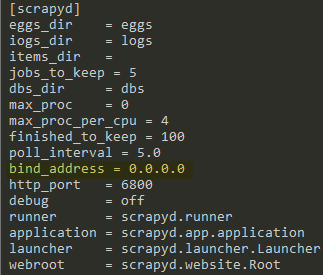 [scrapyd]
eggs_dir    = eggs
iogs_dir    = logs
items_dir   =
jobs_to_keep = 5
dbs_dir     = dbs
max_proc    = 0
max_proc_per_cpu = 4
finished_to_keep = 100
poll_interval = 5.0
bind_address = 0.0.0.0
http_port   = 6800
debug       = off
runner      = scrapyd.runner
application = scrapyd.app.application
launcher    = scrapyd.launcher.Launcher
webroot     = scrapyd.website.Root